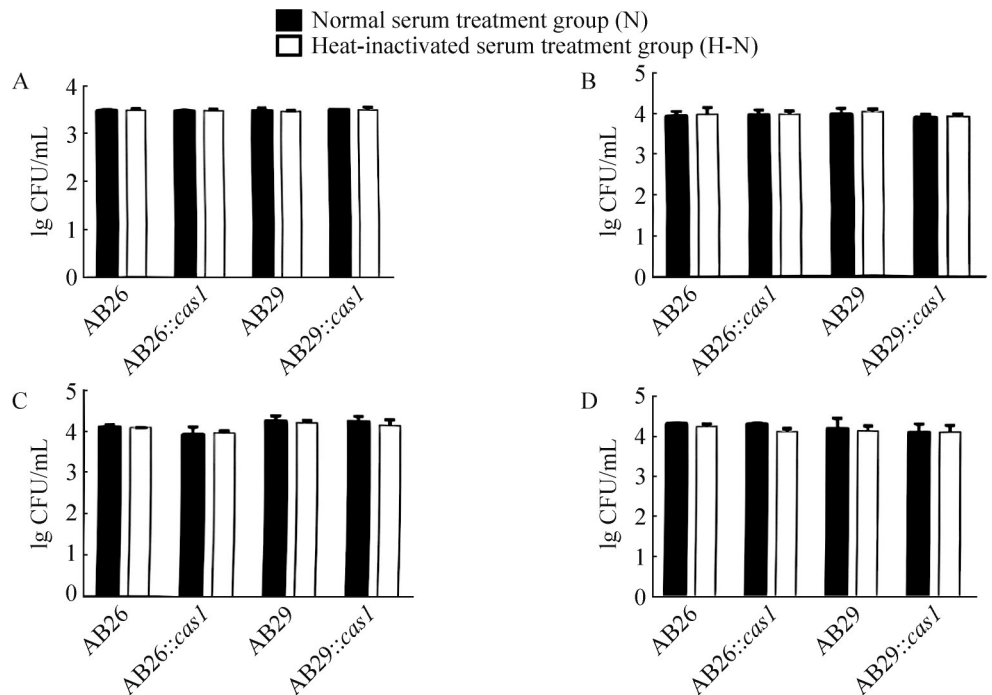 Normal serum treatment group (N)
Heat-inactivated serum treatment group (H-N)
A
lg CFU/mL
4
3
2
1
0
AB26
AB26::cas1
AB29
AB29::cas1
B
lg CFU/mL
5
4
3
2
1
0
AB26
AB26::cas1
AB29
AB29::cas1
C
lg CFU/mL
5
4
3
2
1
0
AB26
AB26::cas1
AB29
AB29::cas1
D
lg CFU/mL
5
4
3
2
1
0
AB26
AB26::cas1
AB29
AB29::cas1